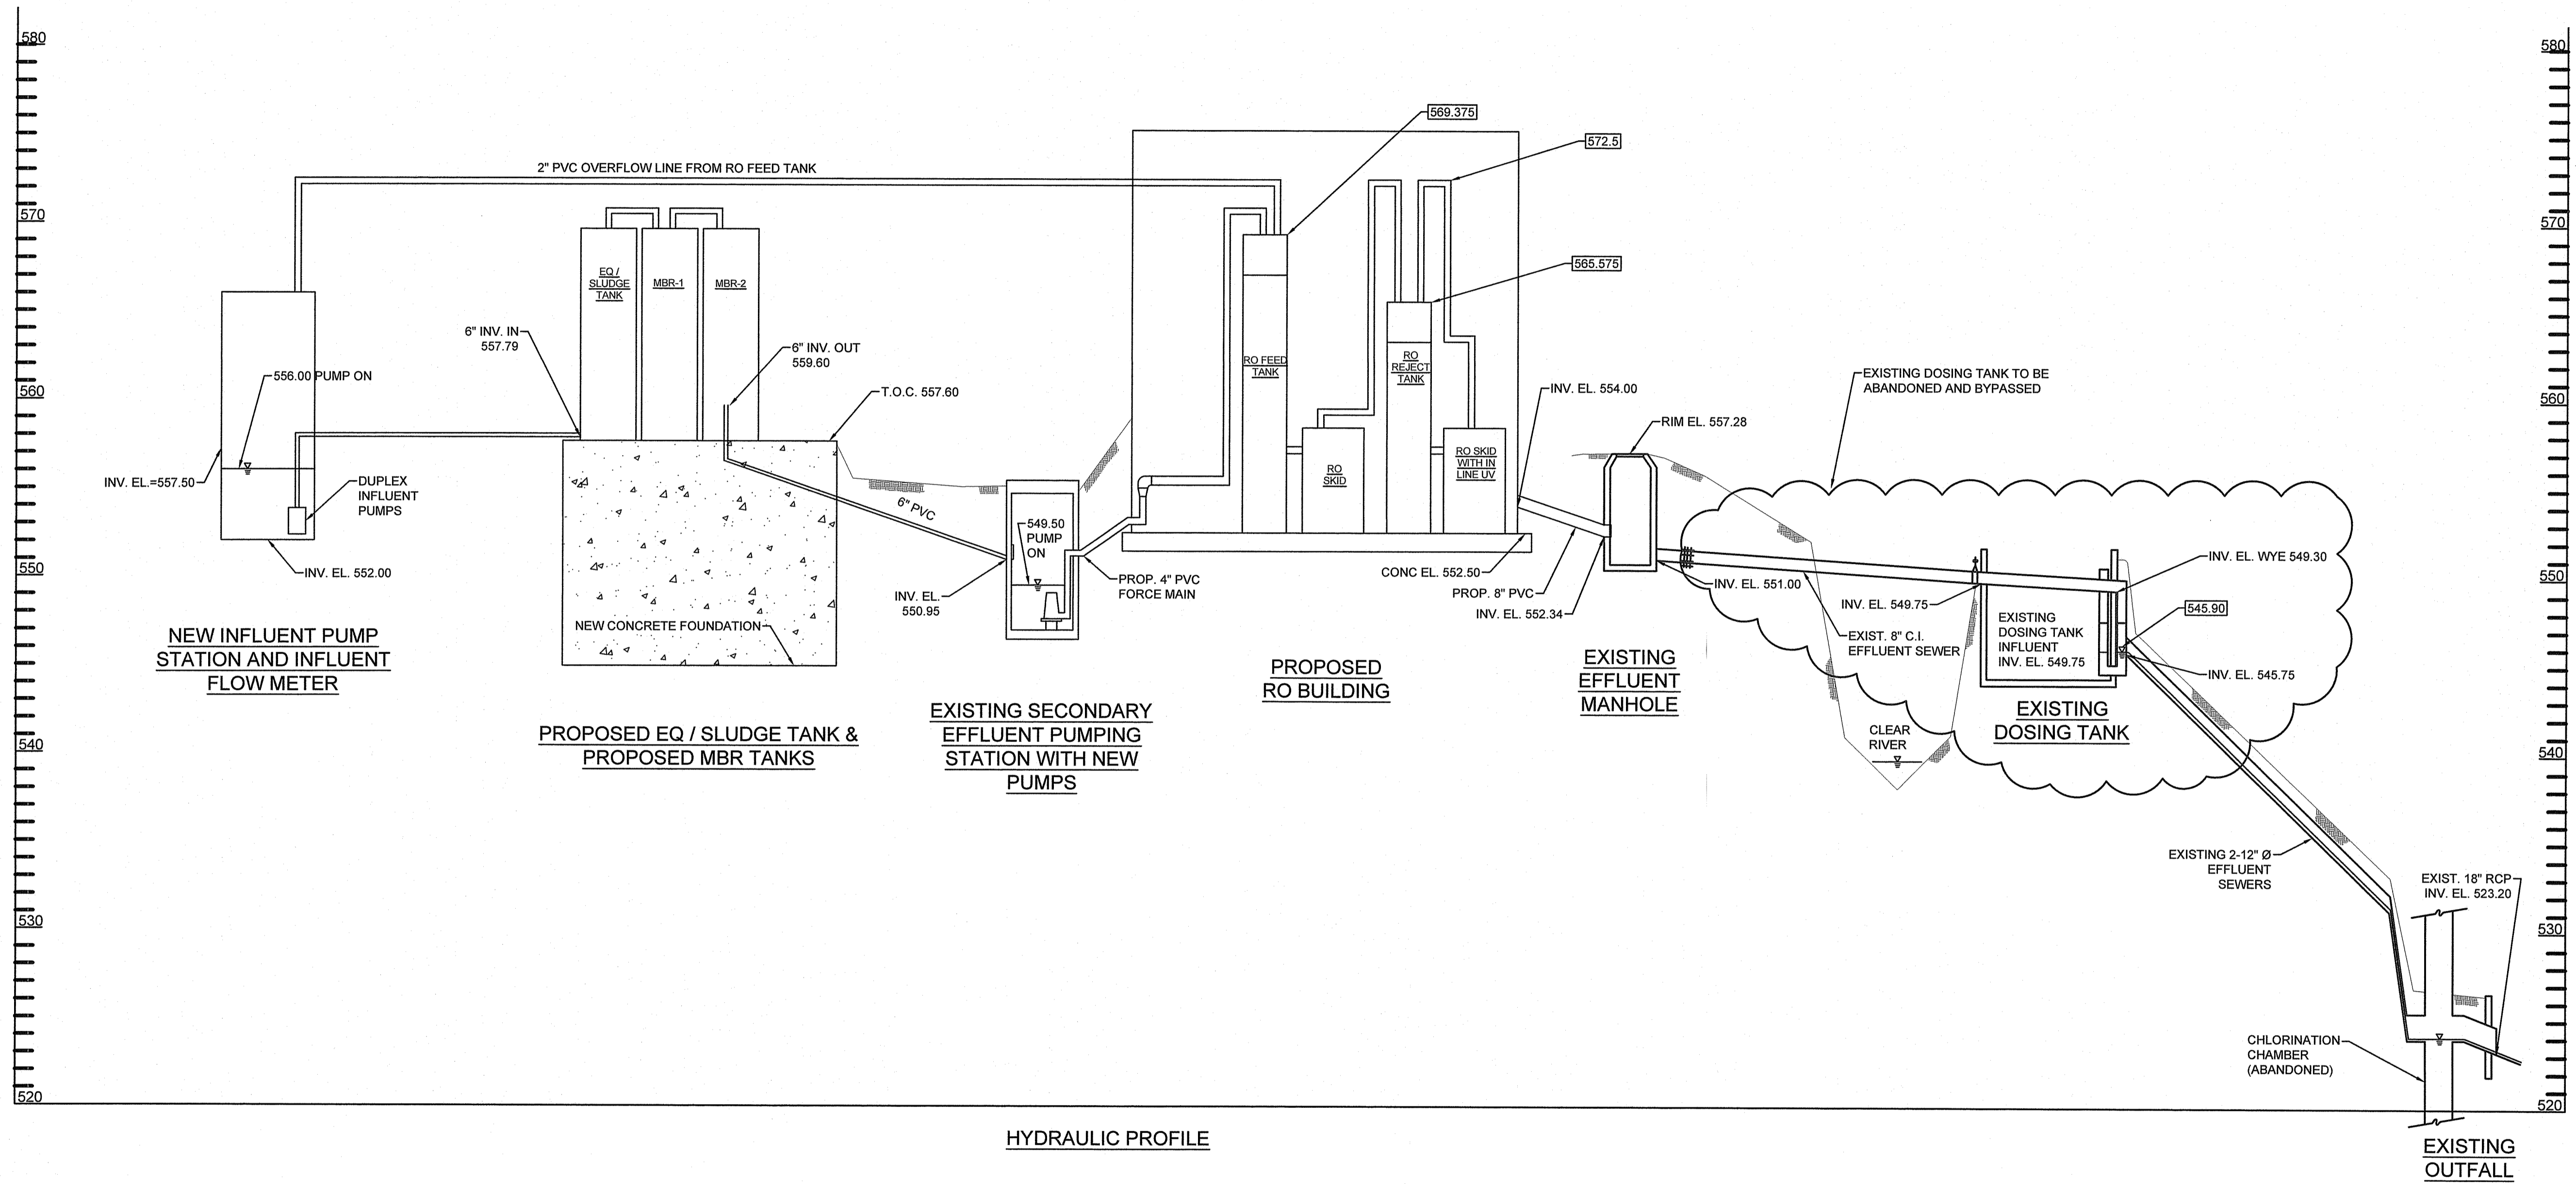 580
570
560
550
540
530
520
2" PVC OVERFLOW LINE FROM RO FEED TANK
556.00 PUMP ON
INV. EL.=557.50
DUPLEX
INFLUENT
PUMPS
INV. EL. 552.00
NEW INFLUENT PUMP
STATION AND INFLUENT
FLOW METER
6" INV. IN
557.79
EQ /
SLUDGE
TANK
MBR-1
MBR-2
6" INV. OUT
559.60
T.O.C. 557.60
6" PVC
NEW CONCRETE FOUNDATION
PROPOSED EQ / SLUDGE TANK &
PROPOSED MBR TANKS
INV. EL.
550.95
549.50
PUMP
ON
PROP. 4" PVC
FORCE MAIN
EXISTING SECONDARY
EFFLUENT PUMPING
STATION WITH NEW
PUMPS
569.375
572.5
565.575
RO FEED
TANK
RO
SKID
RO
REJECT
TANK
RO SKID
WITH IN
LINE UV
CONC EL. 552.50
PROPOSED
RO BUILDING
INV. EL. 554.00
PROP. 8" PVC
INV. EL. 552.34
RIM EL. 557.28
INV. EL. 551.00
EXISTING
EFFLUENT
MANHOLE
EXISTING DOSING TANK TO BE
ABANDONED AND BYPASSED
EXIST. 8" C.I.
EFFLUENT SEWER
CLEAR
RIVER
INV. EL. 549.75
EXISTING
DOSING TANK
INFLUENT
INV. EL. 549.75
INV. EL. WYE 549.30
545.90
INV. EL. 545.75
EXISTING
DOSING TANK
EXISTING 2-12" Ø
EFFLUENT
SEWERS
EXIST. 18" RCP
INV. EL. 523.20
CHLORINATION
CHAMBER
(ABANDONED)
EXISTING
OUTFALL
580
570
560
550
540
530
520
HYDRAULIC PROFILE